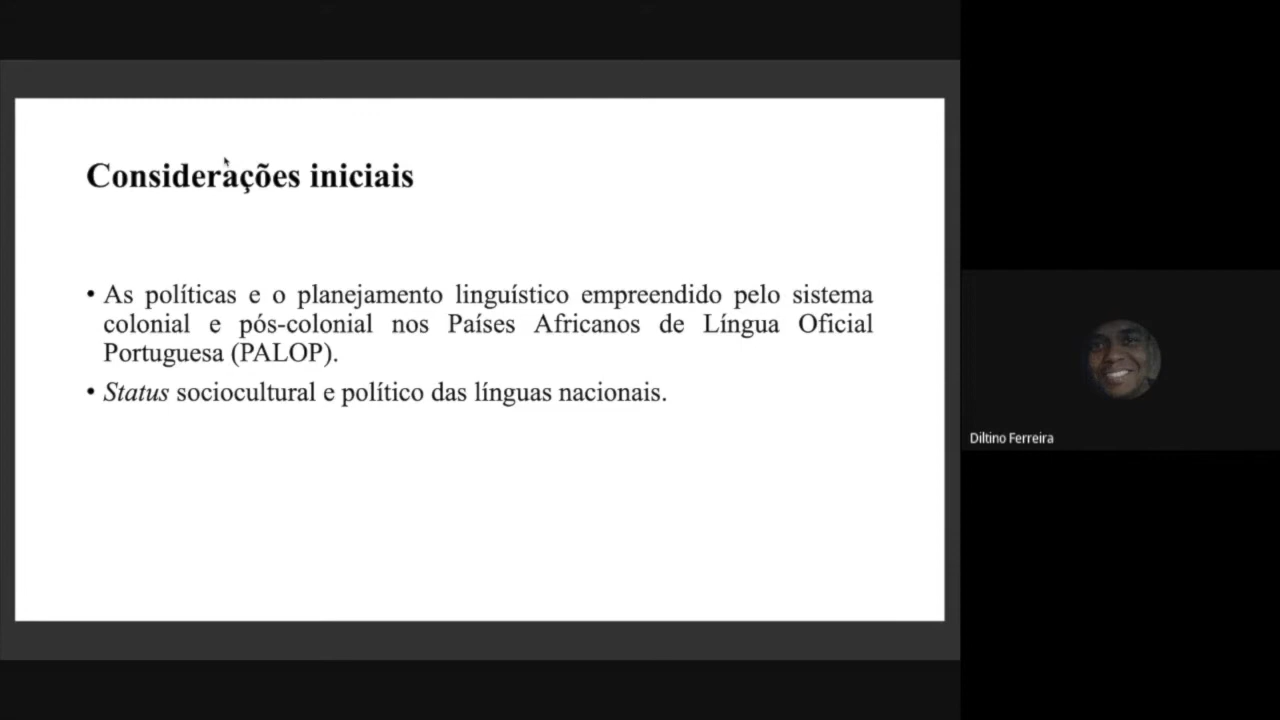 Considerações iniciais
• As políticas e o planejamento linguístico empreendido pelo sistema
colonial e pós-colonial nos Países Africanos de Língua Oficial
Portuguesa (PALOP).
• Status sociocultural e político das línguas nacionais.
Diltino Ferreira